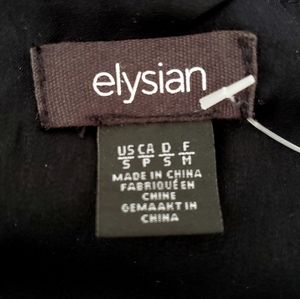 elysian
US CA D F
S P S M
MADE IN CHINA
FABRIQUÉ EN
CHINE
GEMAAKT IN
CHINA